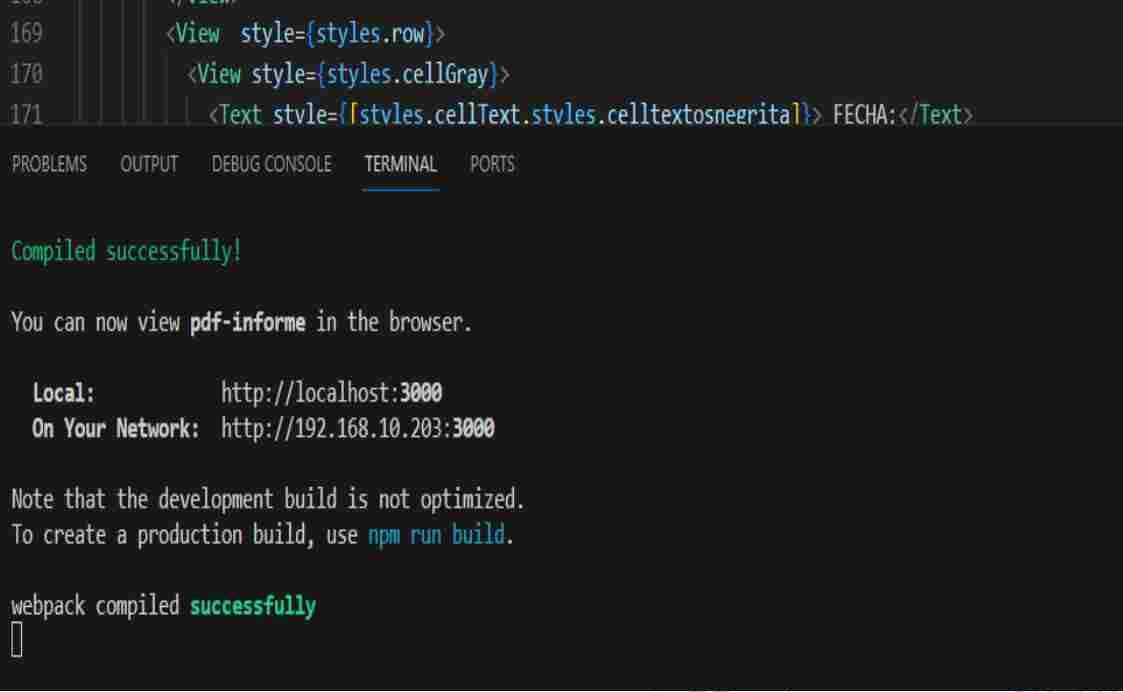 169 <View  style={styles.row}>
170 <View style={styles.cellGray}>
171 <Text style={[styles.cellText,styles.celltextosnegrita]}> FECHA:</Text>
PROBLEMS OUTPUT DEBUG CONSOLE TERMINAL PORTS
Compiled successfully!
You can now view pdf-informe in the browser.
Local: http://localhost:3000
On Your Network: http://192.168.10.203:3000
Note that the development build is not optimized.
To create a production build, use npm run build.
webpack compiled successfully